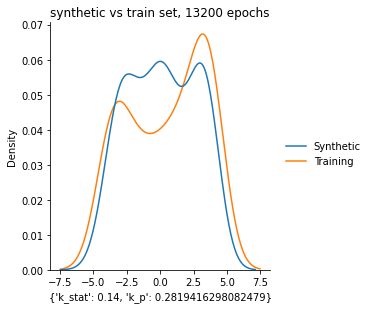 synthetic vs train set, 13200 epochs
0.07
0.06
0.05
0.04
0.03
0.02
0.01
0.00
Density
Synthetic
Training
−7.5 −5.0 −2.5 0.0 2.5 5.0 7.5
{'k_stat': 0.14, 'k_p': 0.2819416298082479}